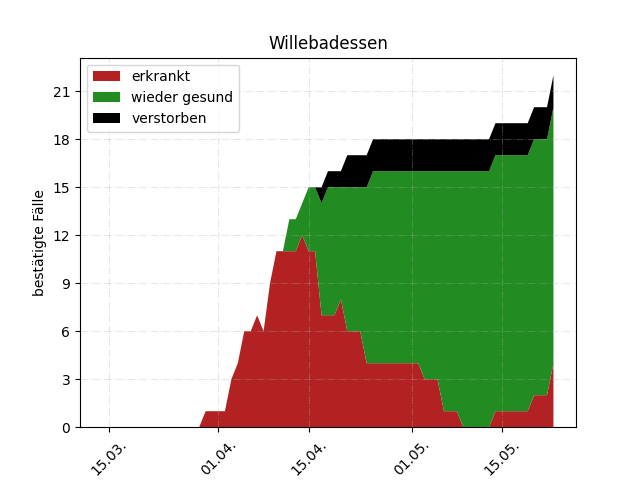 Willebadessen
erkrankt
wieder gesund
verstorben
bestätigte Fälle
21
18
15
12
9
6
3
0
15.03.
01.04.
15.04.
01.05.
15.05.